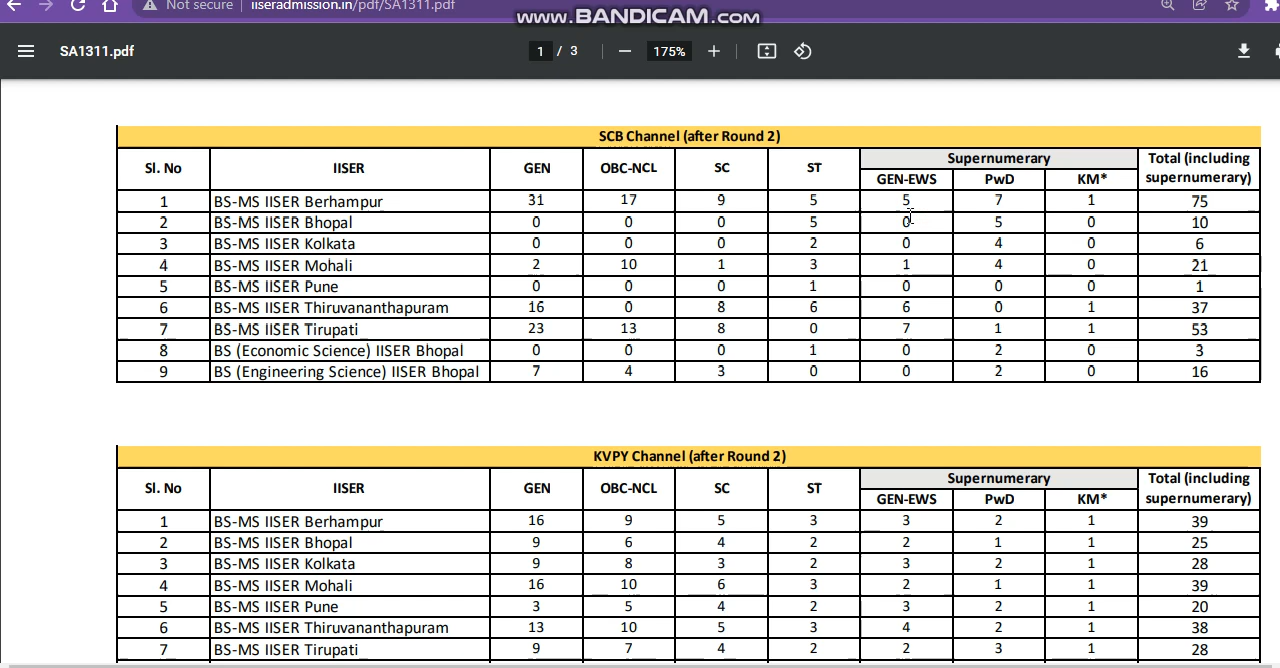 Not secure | iiseradmission.in/pdf/SA1311.pdf
www.BANDICAM.com
SA1311.pdf 1 / 3 175%
SCB Channel (after Round 2)
Sl. No IISER GEN OBC-NCL SC ST Supernumerary Total (including supernumerary)
GEN-EWS PwD KM*
1 BS-MS IISER Berhampur 31 17 9 5 5 7 1 75
2 BS-MS IISER Bhopal 0 0 0 5 0 5 0 10
3 BS-MS IISER Kolkata 0 0 0 2 0 4 0 6
4 BS-MS IISER Mohali 2 10 1 3 1 4 0 21
5 BS-MS IISER Pune 0 0 0 1 0 0 0 1
6 BS-MS IISER Thiruvananthapuram 16 0 8 6 6 0 1 37
7 BS-MS IISER Tirupati 23 13 8 0 7 1 1 53
8 BS (Economic Science) IISER Bhopal 0 0 0 1 0 2 0 3
9 BS (Engineering Science) IISER Bhopal 7 4 3 0 0 2 0 16
KVPY Channel (after Round 2)
Sl. No IISER GEN OBC-NCL SC ST Supernumerary Total (including supernumerary)
GEN-EWS PwD KM*
1 BS-MS IISER Berhampur 16 9 5 3 3 2 1 39
2 BS-MS IISER Bhopal 9 6 4 2 2 1 1 25
3 BS-MS IISER Kolkata 9 8 3 2 3 2 1 28
4 BS-MS IISER Mohali 16 10 6 3 2 1 1 39
5 BS-MS IISER Pune 3 5 4 2 3 2 1 20
6 BS-MS IISER Thiruvananthapuram 13 10 5 3 4 2 1 38
7 BS-MS IISER Tirupati 9 7 4 2 2 3 1 28